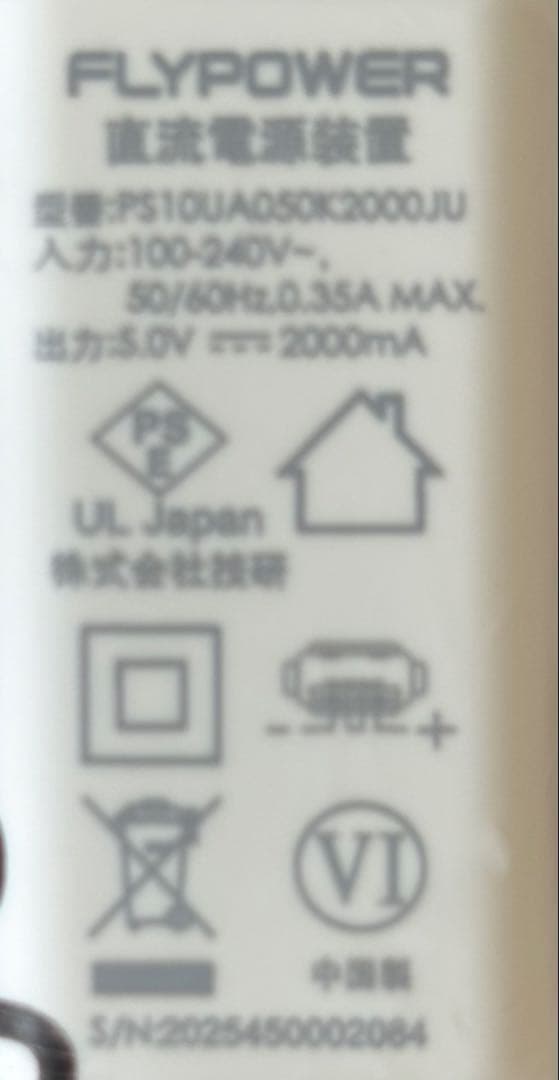 FLYPOWER
直流電源装置
型番:PS10UA050K2000JU
入力:100-240V~,
50/60Hz,0.35A MAX.
出力:5.0V ⎓ 2000mA
PS
E
UL Japan
株式会社技研
- +
VI
中国製
S/N:2025450002084